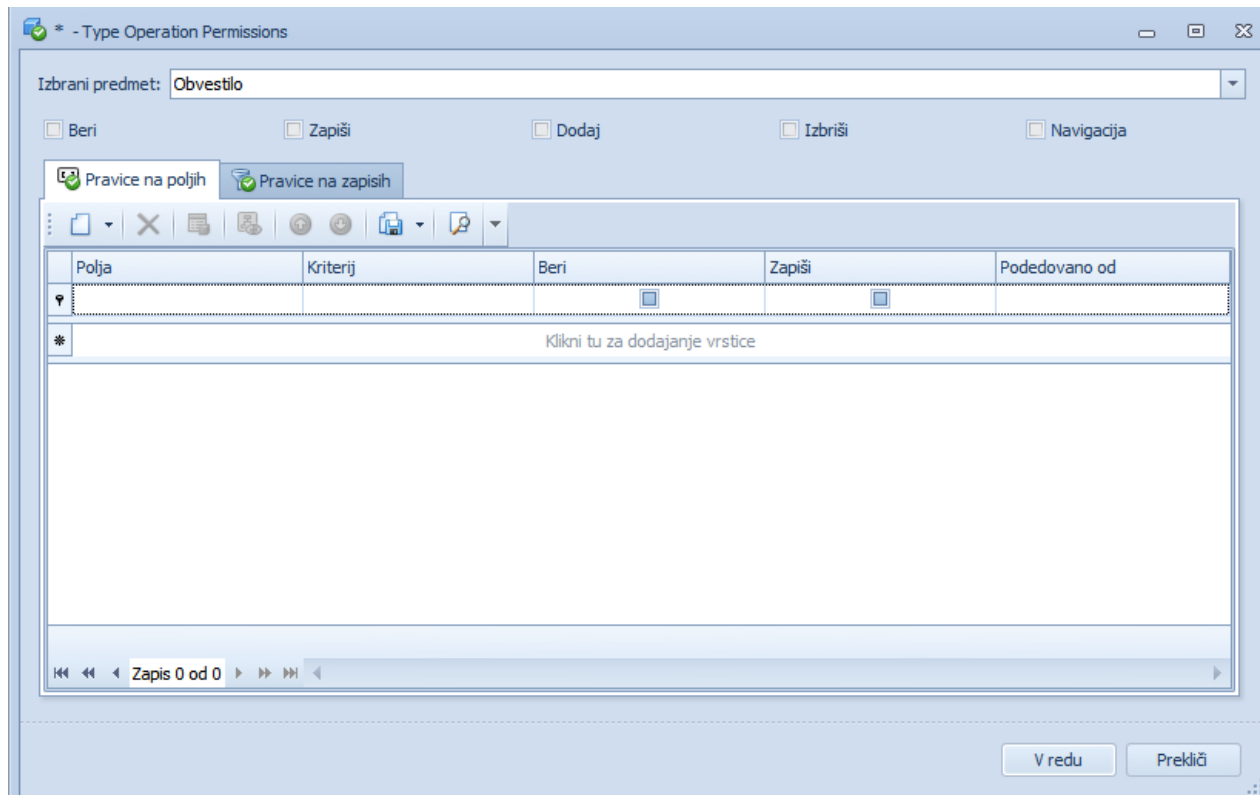 * - Type Operation Permissions
Izbrani predmet: Obvestilo
Beri Zapiši Dodaj Izbriši Navigacija
Pravice na poljih Pravice na zapisih
Polja Kriterij Beri Zapiši Podedovano od
Klikni tu za dodajanje vrstice
Zapis 0 od 0
V redu Prekliči